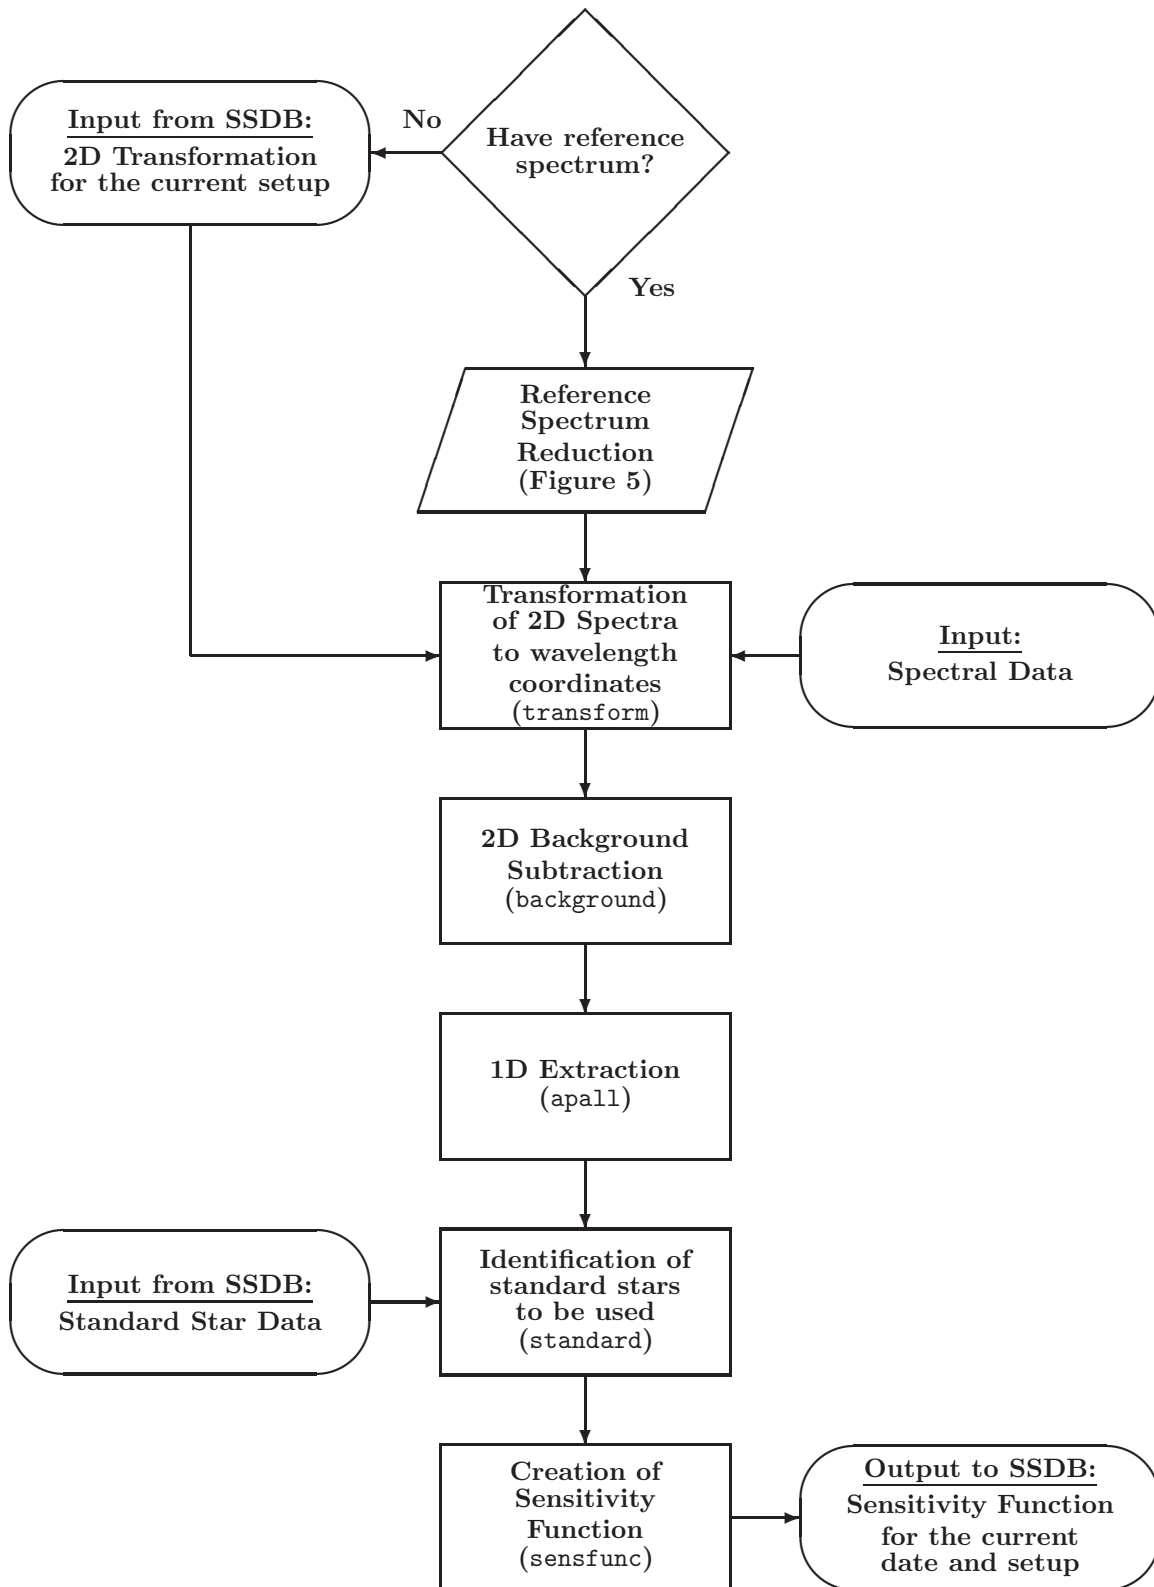 Input from SSDB:
2D Transformation
for the current setup
No
Have reference
spectrum?
Yes
Reference
Spectrum
Reduction
(Figure 5)
Transformation
of 2D Spectra
to wavelength
coordinates
(transform)
Input:
Spectral Data
2D Background
Subtraction
(background)
1D Extraction
(apall)
Input from SSDB:
Standard Star Data
Identification of
standard stars
to be used
(standard)
Creation of
Sensitivity
Function
(sensfunc)
Output to SSDB:
Sensitivity Function
for the current
date and setup